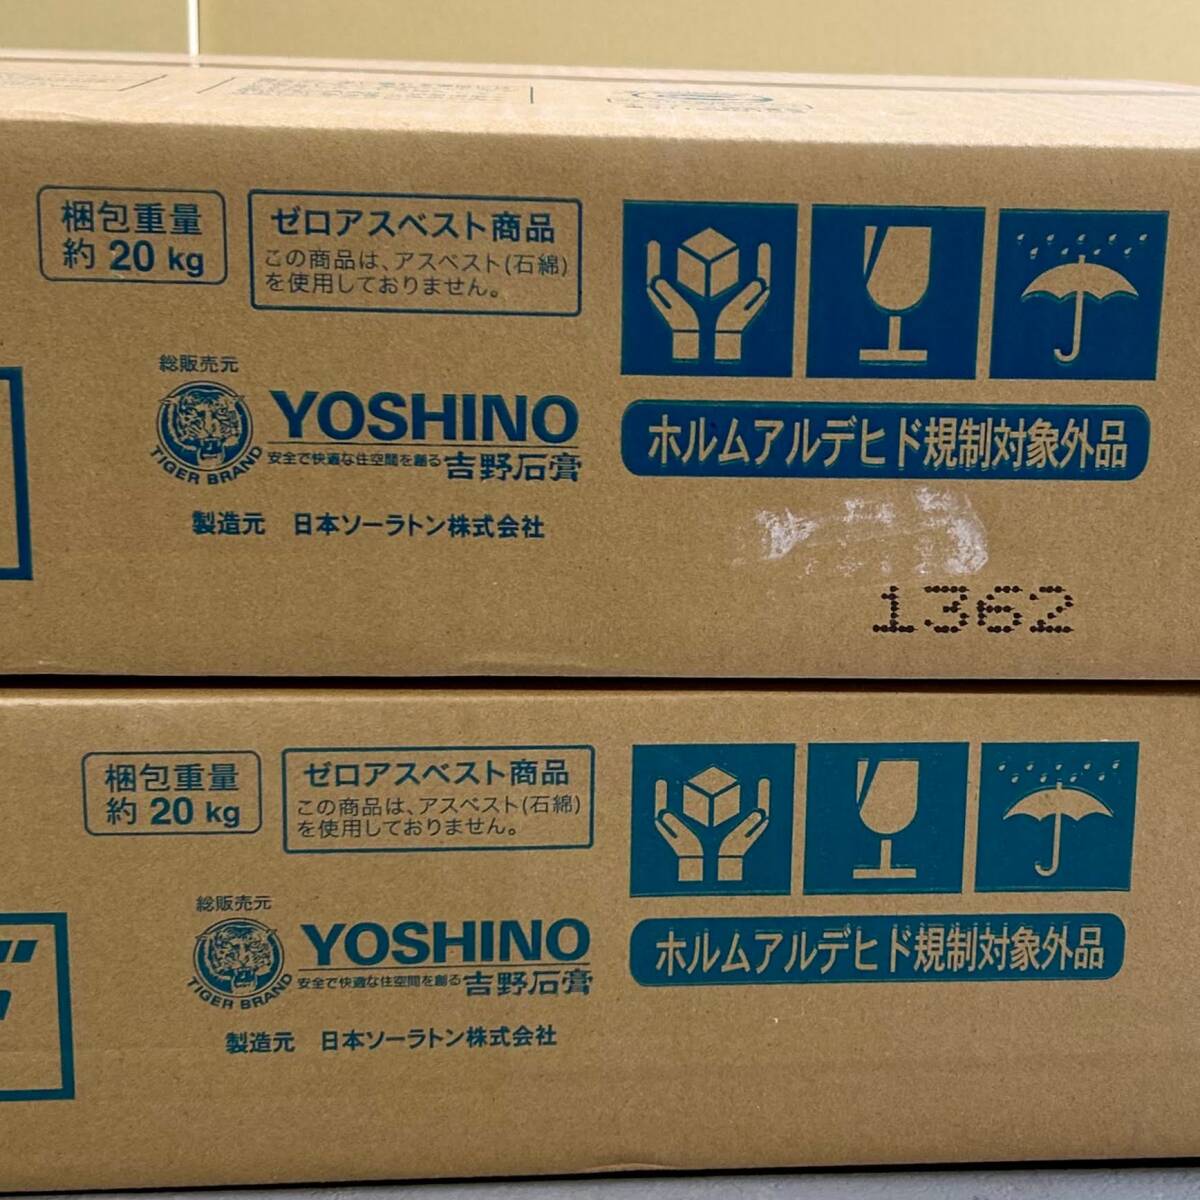 梱包重量
約 20 kg
ゼロアスベスト商品
この商品は、アスベスト(石綿)
を使用しておりません。
総販売元
TIGER BRAND
YOSHINO
安全で快適な住空間を創る 吉野石膏
製造元 日本ソーラトン株式会社
ホルムアルデヒド規制対象外品
1362
梱包重量
約 20 kg
ゼロアスベスト商品
この商品は、アスベスト(石綿)
を使用しておりません。
総販売元
TIGER BRAND
YOSHINO
安全で快適な住空間を創る 吉野石膏
製造元 日本ソーラトン株式会社
ホルムアルデヒド規制対象外品